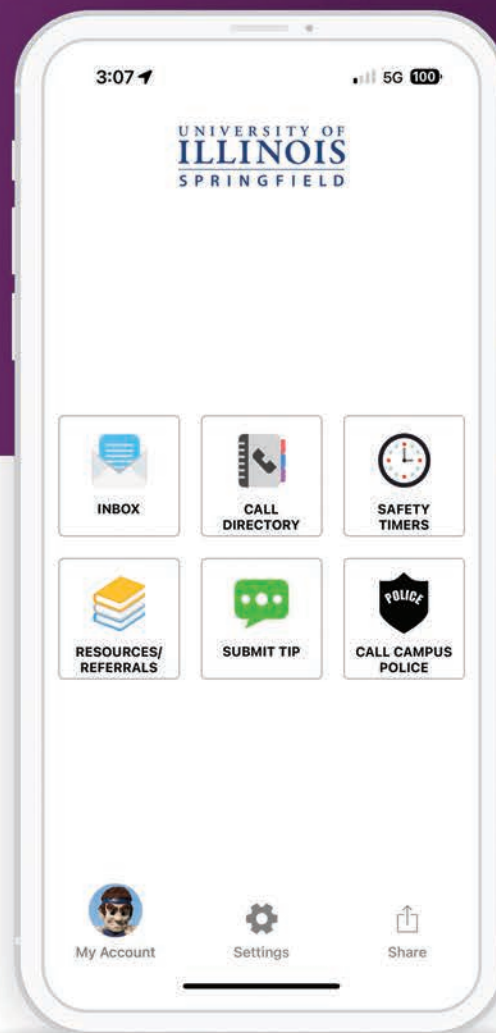 3:07
5G 100
UNIVERSITY OF
ILLINOIS
SPRINGFIELD
INBOX
CALL
DIRECTORY
SAFETY
TIMERS
RESOURCES/
REFERRALS
SUBMIT TIP
POLICE
CALL CAMPUS
POLICE
My Account
Settings
Share